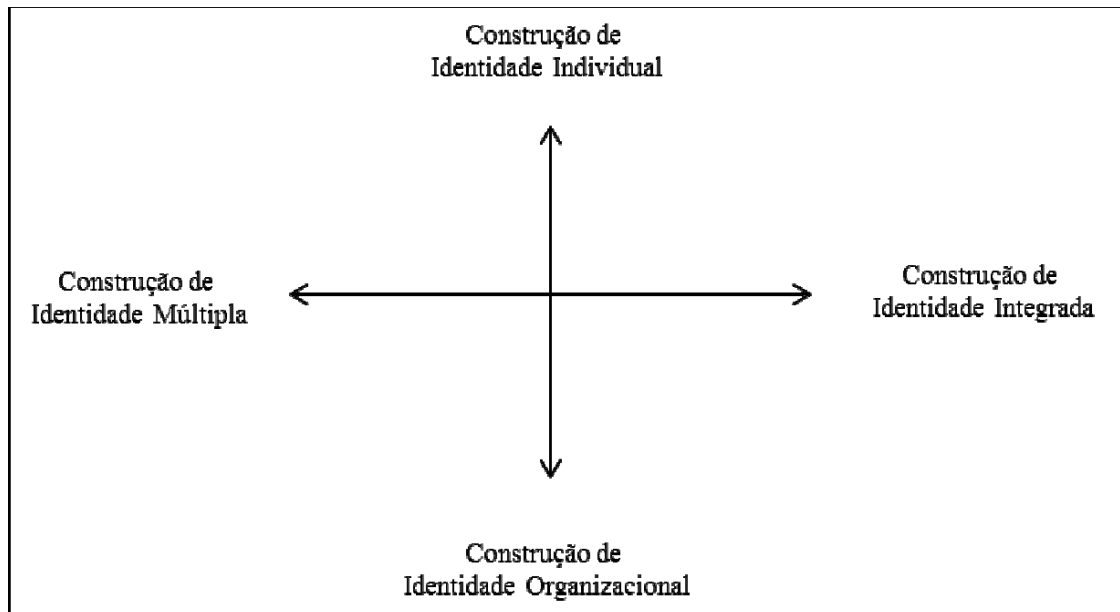 Construção de
Identidade Individual
Construção de
Identidade Múltipla
Construção de
Identidade Integrada
Construção de
Identidade Organizacional